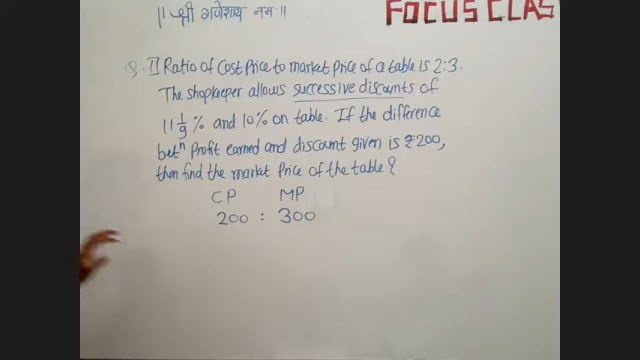 || श्री गणेशाय नमः||
FOCUS CLAS
Q. 1] Ratio of Cost Price to market Price of a table is 2:3.
The shopkeeper allows successive discounts of
11 1/9 % and 10% on table. If the difference
betⁿ Profit earned and discount given is ₹200,
then find the market Price of the table?
CP MP
200 : 300